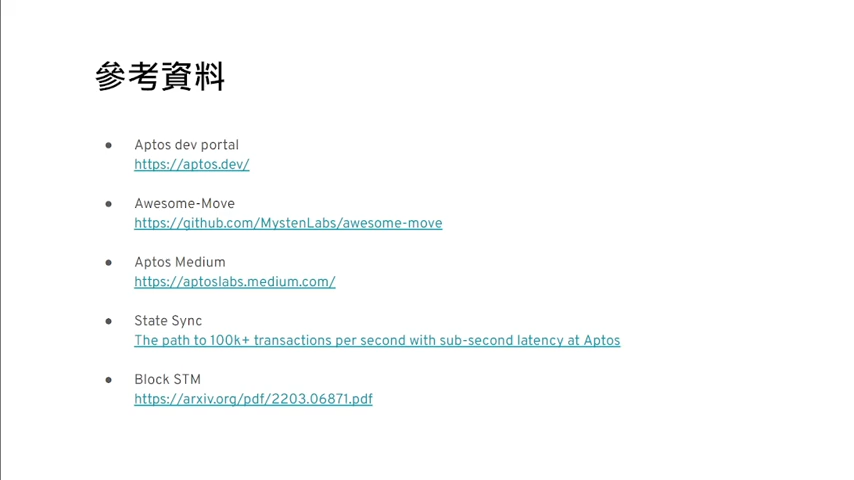 參考資料
Aptos dev portal
https://aptos.dev/
Awesome-Move
https://github.com/MystenLabs/awesome-move
Aptos Medium
https://aptoslabs.medium.com/
State Sync
The path to 100k+ transactions per second with sub-second latency at Aptos
Block STM
https://arxiv.org/pdf/2203.06871.pdf